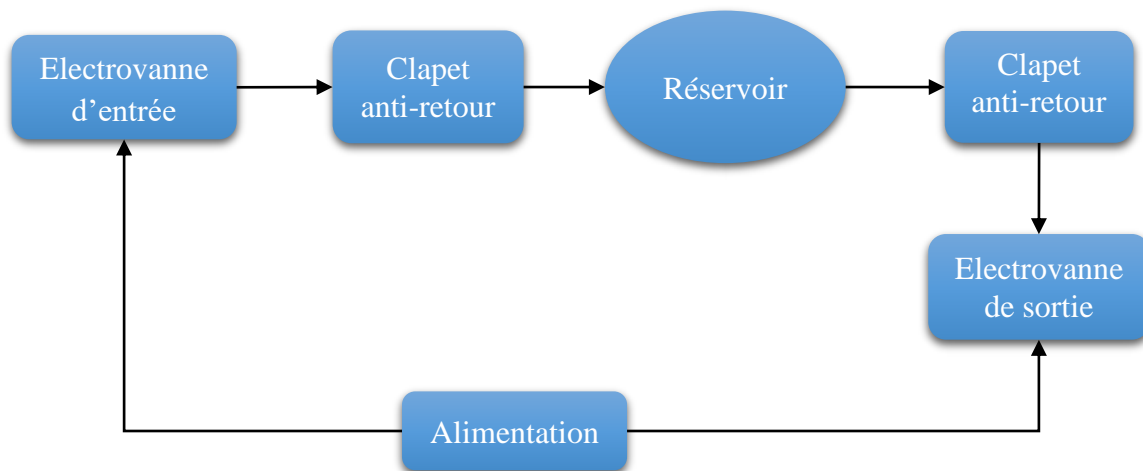 Electrovanne
d’entrée
Clapet
anti-retour
Réservoir
Clapet
anti-retour
Electrovanne
de sortie
Alimentation